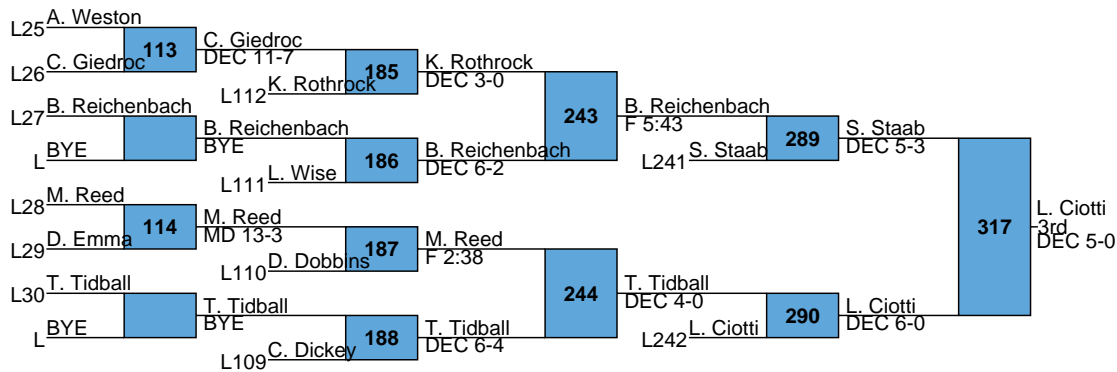 A. Weston
L25
113
C. Giedroc
DEC 11-7
C. Giedroc
L26
185
K. Rothrock
DEC 3-0
K. Rothrock
L112
B. Reichenbach
L27
243
B. Reichenbach
F 5:43
B. Reichenbach
BYE
289
S. Staab
DEC 5-3
BYE
L
186
B. Reichenbach
DEC 6-2
S. Staab
L241
L. Wise
L111
M. Reed
L28
114
M. Reed
MD 13-3
317
L. Ciotti
3rd
DEC 5-0
D. Emma
L29
187
M. Reed
F 2:38
D. Dobbins
L110
T. Tidball
L30
244
T. Tidball
DEC 4-0
T. Tidball
BYE
290
L. Ciotti
DEC 6-0
BYE
L
188
T. Tidball
DEC 6-4
L. Ciotti
L242
C. Dickey
L109